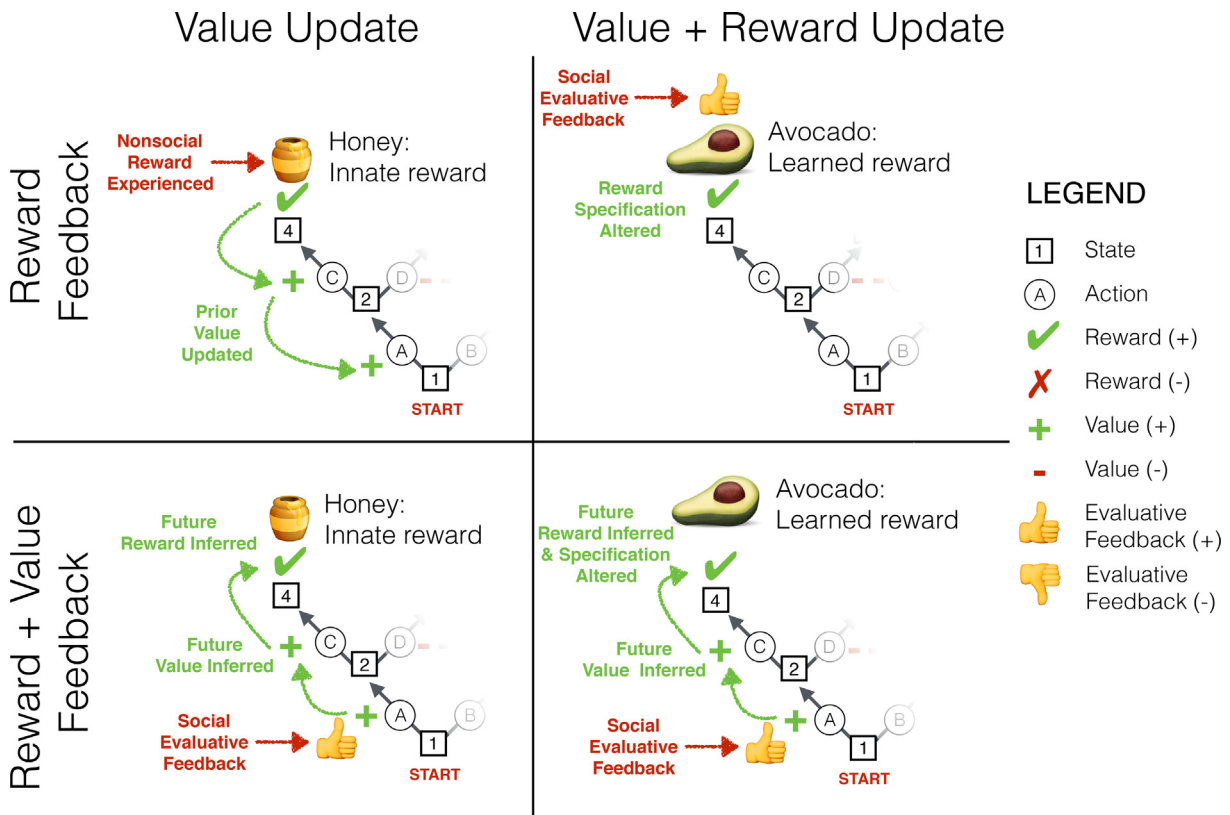 Value Update
Value + Reward Update
Reward
Feedback
Nonsocial
Reward
Experienced
Honey:
Innate reward
4
C
D
2
Prior
Value
Updated
A
B
1
START
Social
Evaluative
Feedback
Avocado:
Learned reward
Reward
Specification
Altered
4
C
D
2
A
B
1
START
Reward + Value
Feedback
Honey:
Innate reward
Future
Reward Inferred
4
C
D
2
Future
Value Inferred
A
B
1
Social
Evaluative
Feedback
START
Avocado:
Learned reward
Future
Reward Inferred
& Specification
Altered
4
C
D
2
Future
Value Inferred
A
B
1
Social
Evaluative
Feedback
START
LEGEND
1 State
A Action
Reward (+)
Reward (-)
Value (+)
Value (-)
Evaluative
Feedback (+)
Evaluative
Feedback (-)